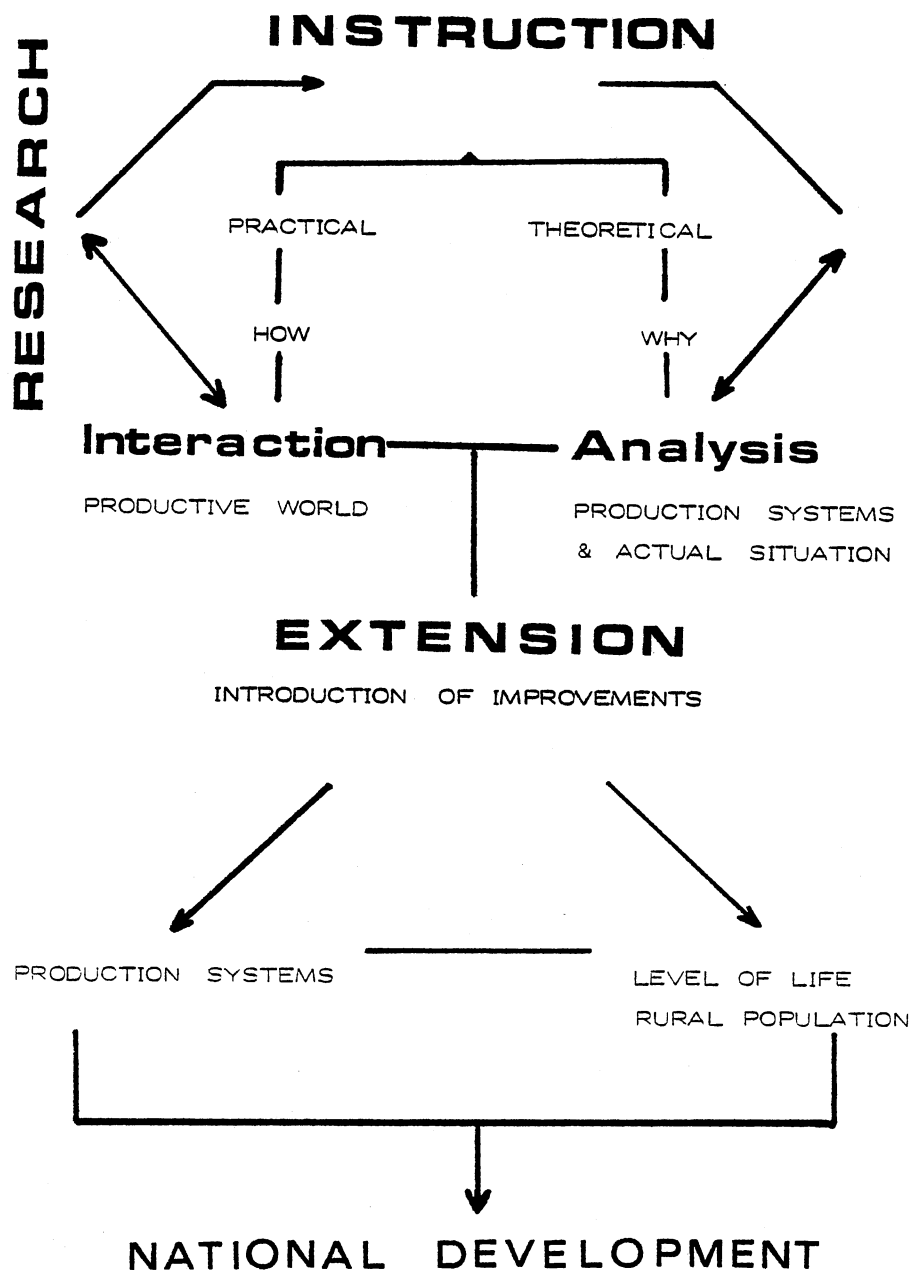 INSTRUCTION
RESEARCH
PRACTICAL
THEORETICAL
HOW
WHY
Interaction
Analysis
PRODUCTIVE WORLD
PRODUCTION SYSTEMS
& ACTUAL SITUATION
EXTENSION
INTRODUCTION OF IMPROVEMENTS
PRODUCTION SYSTEMS
LEVEL OF LIFE
RURAL POPULATION
NATIONAL DEVELOPMENT